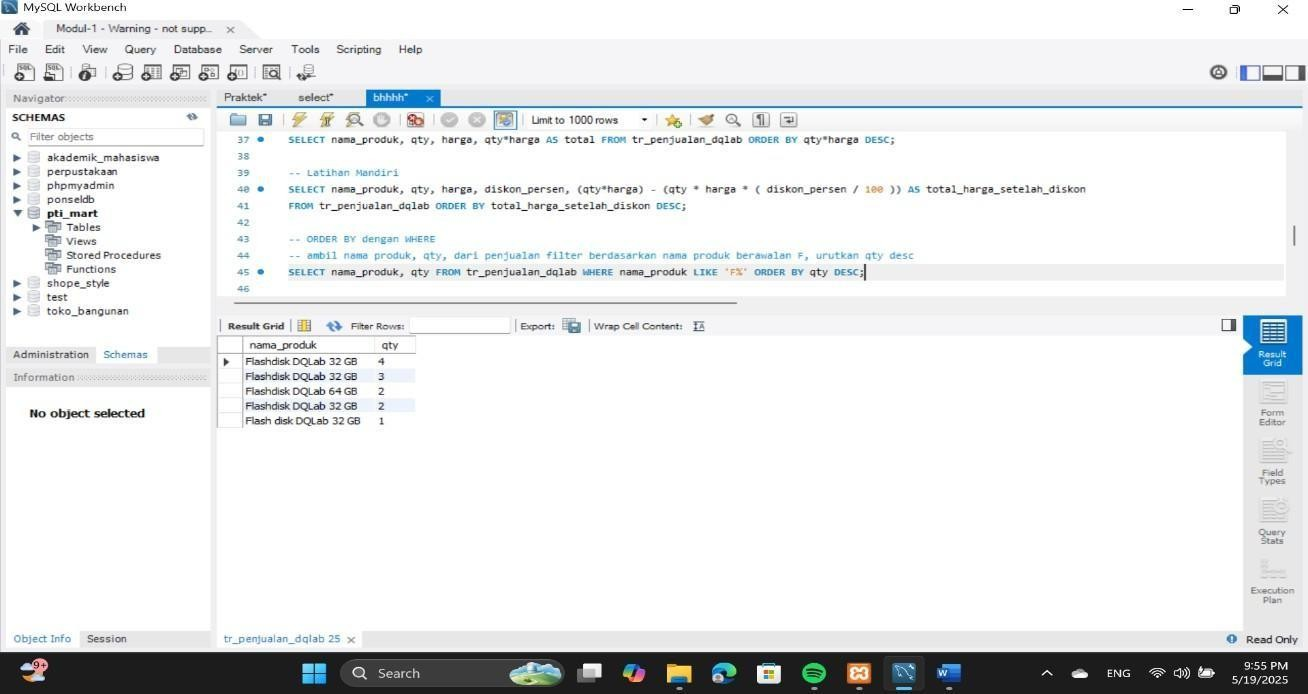 MySQL Workbench
Modul-1 - Warning - not supp...
File Edit View Query Database Server Tools Scripting Help
Navigator
SCHEMAS
Filter objects
akademik_mahasiswa
perpustakaan
phpmyadmin
ponseldb
pti_mart
Tables
Views
Stored Procedures
Functions
shope_style
test
toko_bangunan
Administration Schemas
Information
No object selected
Object Info Session
Praktek* select* bhhhh*
Limit to 1000 rows
37 SELECT nama_produk, qty, harga, qty*harga AS total FROM tr_penjualan_dqlab ORDER BY qty*harga DESC;
38
39 -- Latihan Mandiri
40 SELECT nama_produk, qty, harga, diskon_persen, (qty*harga) - (qty * harga * ( diskon_persen / 100 )) AS total_harga_setelah_diskon
41 FROM tr_penjualan_dqlab ORDER BY total_harga_setelah_diskon DESC;
42
43 -- ORDER BY dengan WHERE
44 -- ambil nama produk, qty, dari penjualan filter berdasarkan nama produk berawalan F, urutkan qty desc
45 SELECT nama_produk, qty FROM tr_penjualan_dqlab WHERE nama_produk LIKE 'F%' ORDER BY qty DESC;
46
Result Grid Filter Rows: Export: Wrap Cell Content:
nama_produk qty
Flashdisk DQLab 32 GB 4
Flashdisk DQLab 32 GB 3
Flashdisk DQLab 64 GB 2
Flashdisk DQLab 32 GB 2
Flash disk DQLab 32 GB 1
Result Grid
Form Editor
Field Types
Query Stats
Execution Plan
tr_penjualan_dqlab 25
Read Only
9+
Search
ENG
9:55 PM
5/19/2025